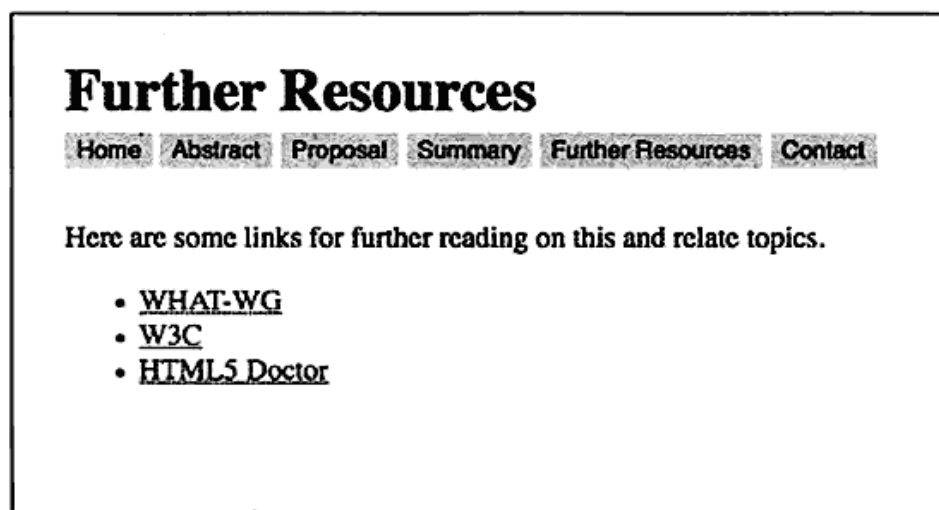 Further Resources
Home Abstract Proposal Summary Further Resources Contact
Here are some links for further reading on this and relate topics.
• WHAT-WG
• W3C
• HTML5 Doctor